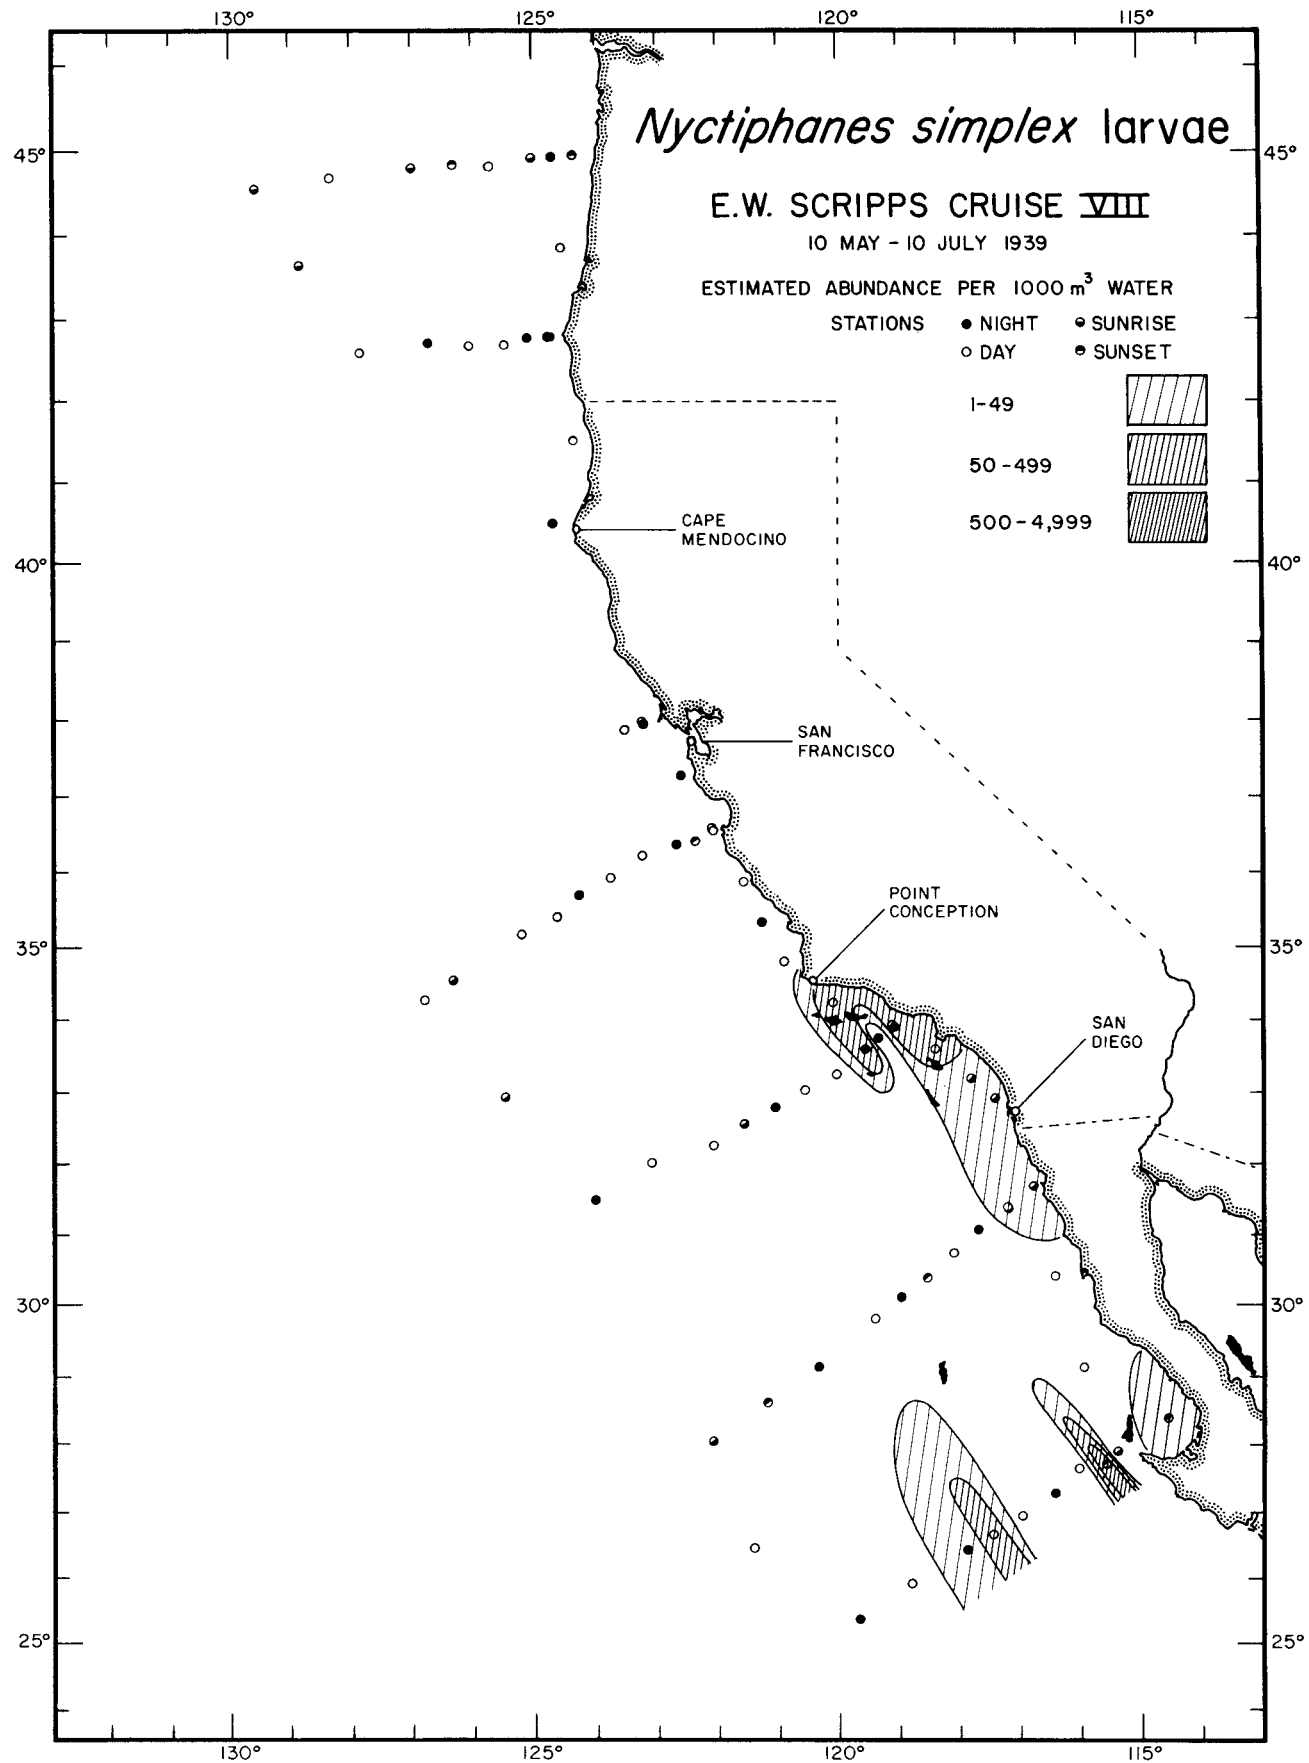 130° 125° 120° 115°
Nyctiphanes simplex larvae
45° 45°
E.W. SCRIPPS CRUISE VIII
10 MAY – 10 JULY 1939
ESTIMATED ABUNDANCE PER 1000 m³ WATER
STATIONS ● NIGHT SUNRISE
○ DAY SUNSET
1–49
50–499
500–4,999
CAPE
MENDOCINO
40° 40°
SAN
FRANCISCO
POINT
CONCEPTION
35° 35°
SAN
DIEGO
30° 30°
25° 25°
130° 125° 120° 115°